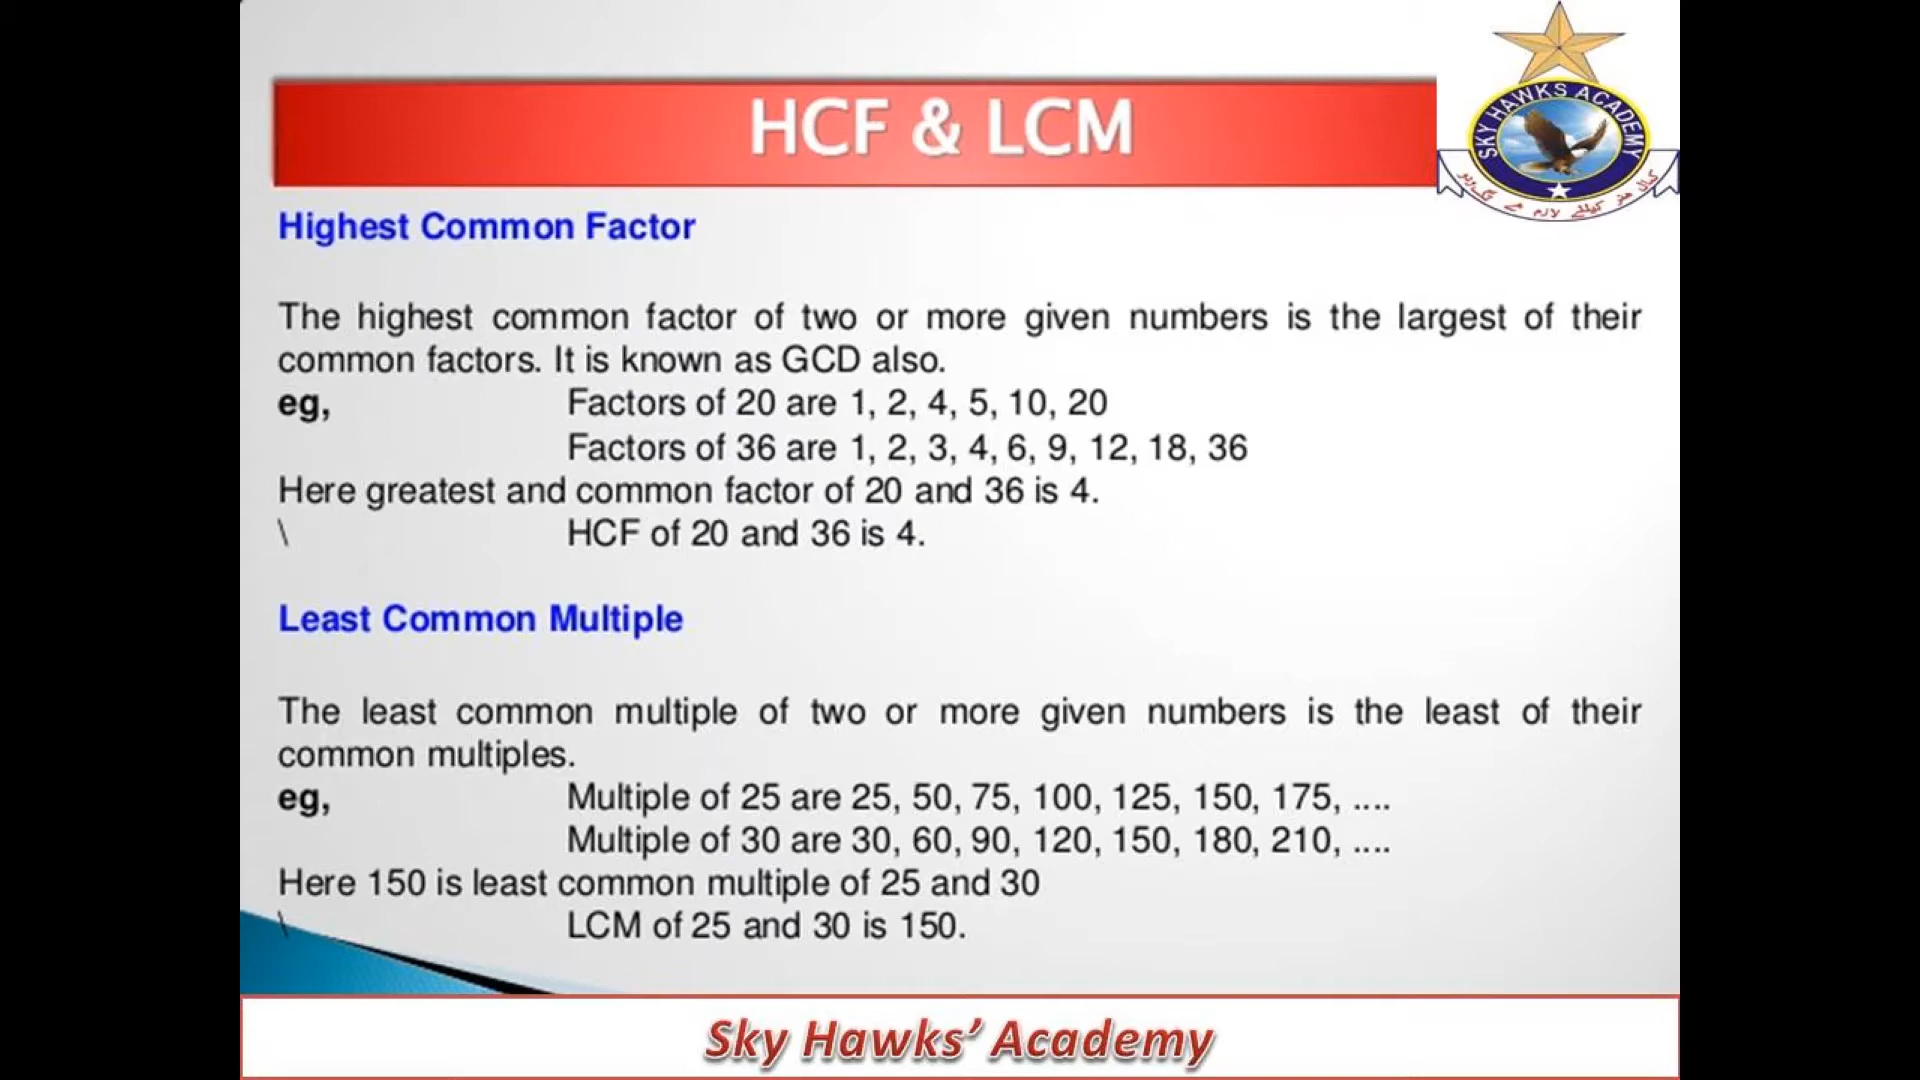 HCF & LCM
SKY HAWKS ACADEMY
Highest Common Factor
The highest common factor of two or more given numbers is the largest of their
common factors. It is known as GCD also.
eg, Factors of 20 are 1, 2, 4, 5, 10, 20
Factors of 36 are 1, 2, 3, 4, 6, 9, 12, 18, 36
Here greatest and common factor of 20 and 36 is 4.
\ HCF of 20 and 36 is 4.
Least Common Multiple
The least common multiple of two or more given numbers is the least of their
common multiples.
eg, Multiple of 25 are 25, 50, 75, 100, 125, 150, 175, ....
Multiple of 30 are 30, 60, 90, 120, 150, 180, 210, ....
Here 150 is least common multiple of 25 and 30
\ LCM of 25 and 30 is 150.
Sky Hawks’ Academy